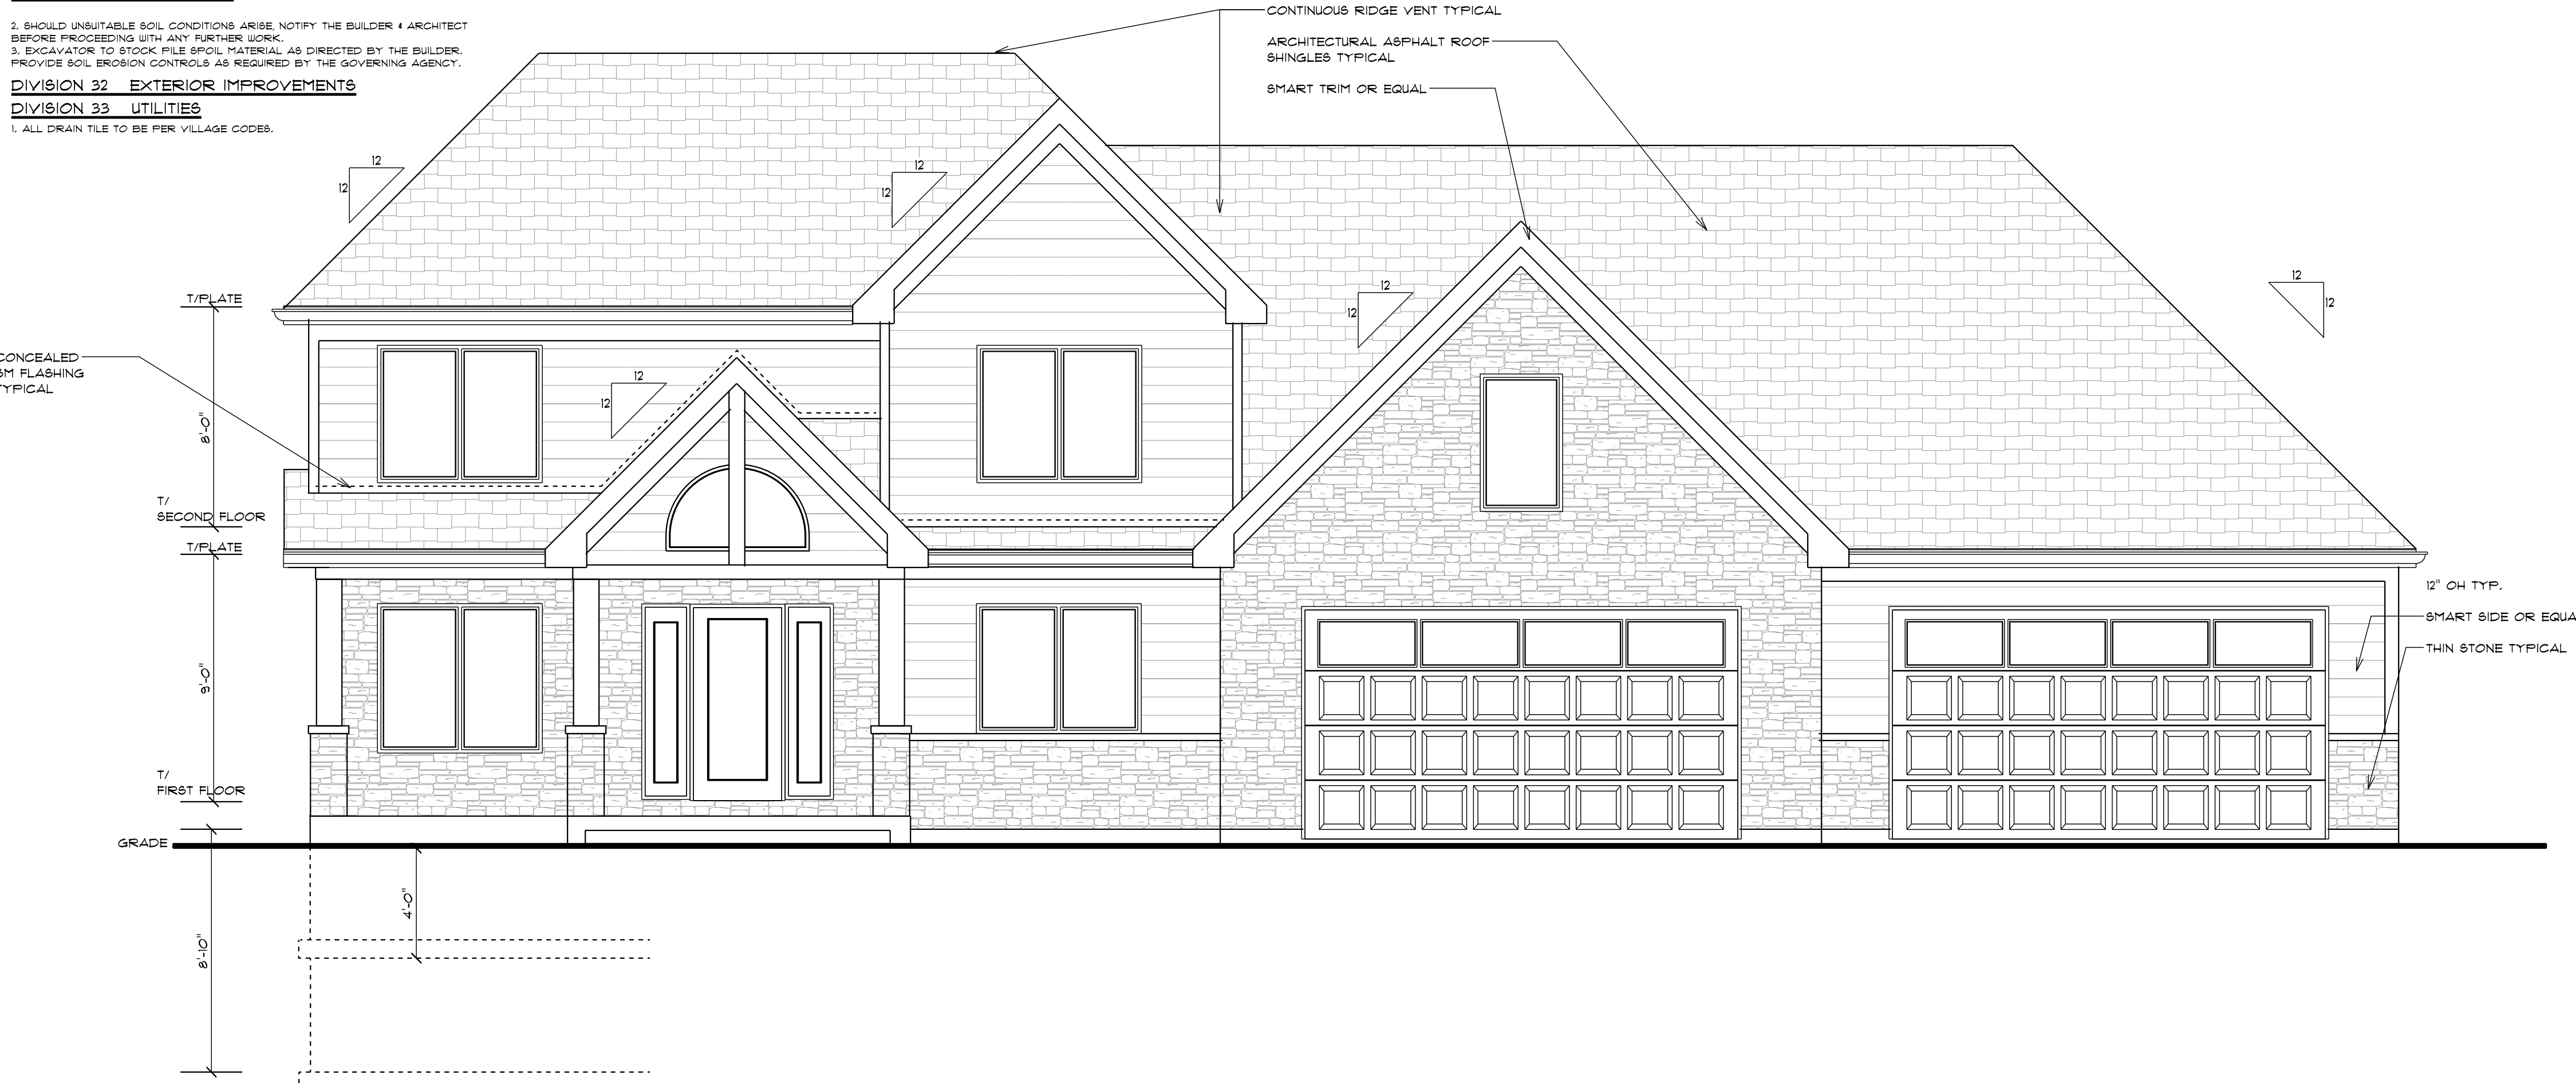 2. SHOULD UNSUITABLE SOIL CONDITIONS ARISE, NOTIFY THE BUILDER & ARCHITECT
BEFORE PROCEEDING WITH ANY FURTHER WORK.
3. EXCAVATOR TO STOCK PILE SPOIL MATERIAL AS DIRECTED BY THE BUILDER.
PROVIDE SOIL EROSION CONTROLS AS REQUIRED BY THE GOVERNING AGENCY.
DIVISION 32 EXTERIOR IMPROVEMENTS
DIVISION 33 UTILITIES
1. ALL DRAIN TILE TO BE PER VILLAGE CODES.
CONTINUOUS RIDGE VENT TYPICAL
ARCHITECTURAL ASPHALT ROOF
SHINGLES TYPICAL
SMART TRIM OR EQUAL
12
12
12
12
12
12
12
12
12
12
T/PLATE
CONCEALED
SM FLASHING
TYPICAL
8'-0"
T/
SECOND FLOOR
T/PLATE
9'-0"
T/
FIRST FLOOR
GRADE
4'-0"
8'-10"
12" OH TYP.
SMART SIDE OR EQUA
THIN STONE TYPICAL